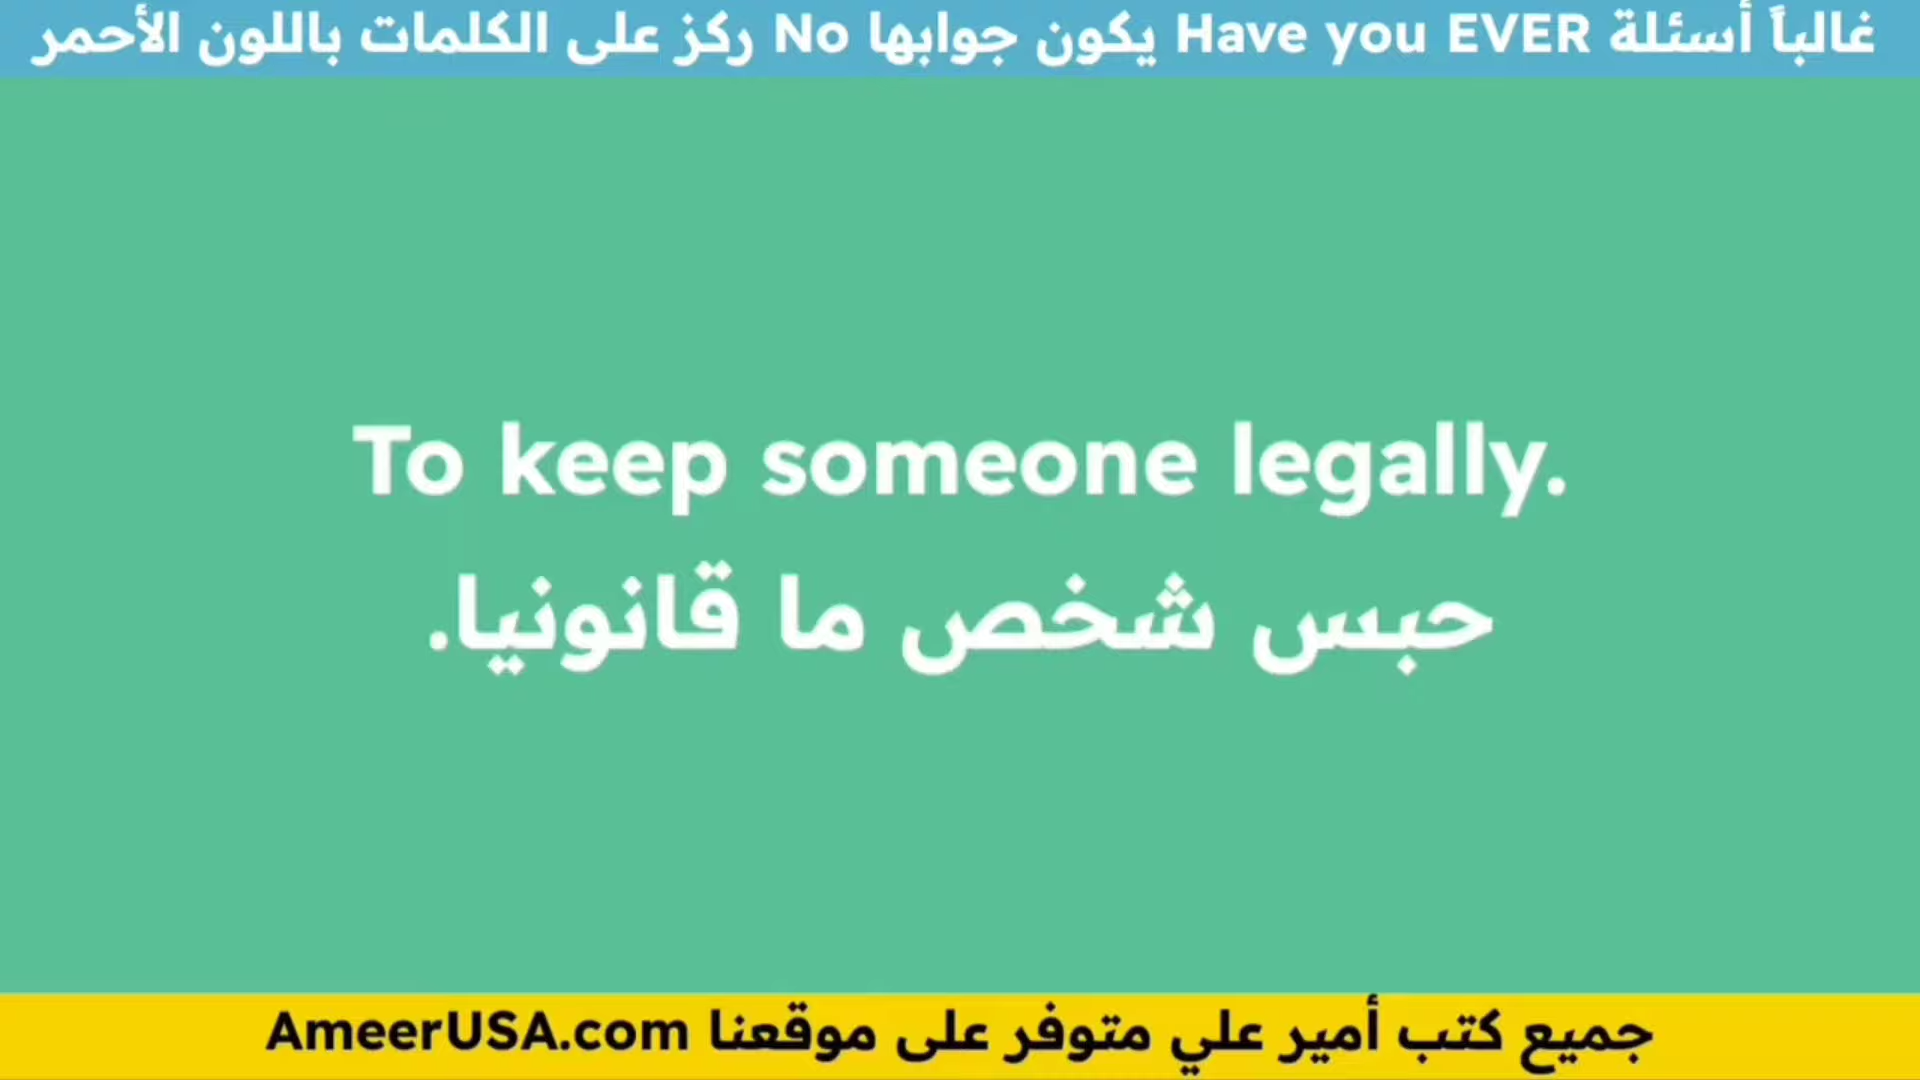 غالباً أسئلة Have you EVER يكون جوابها No ركز على الكلمات باللون الأحمر
To keep someone legally.
حبس شخص ما قانونيا.
جميع كتب أمير علي متوفر على موقعنا AmeerUSA.com